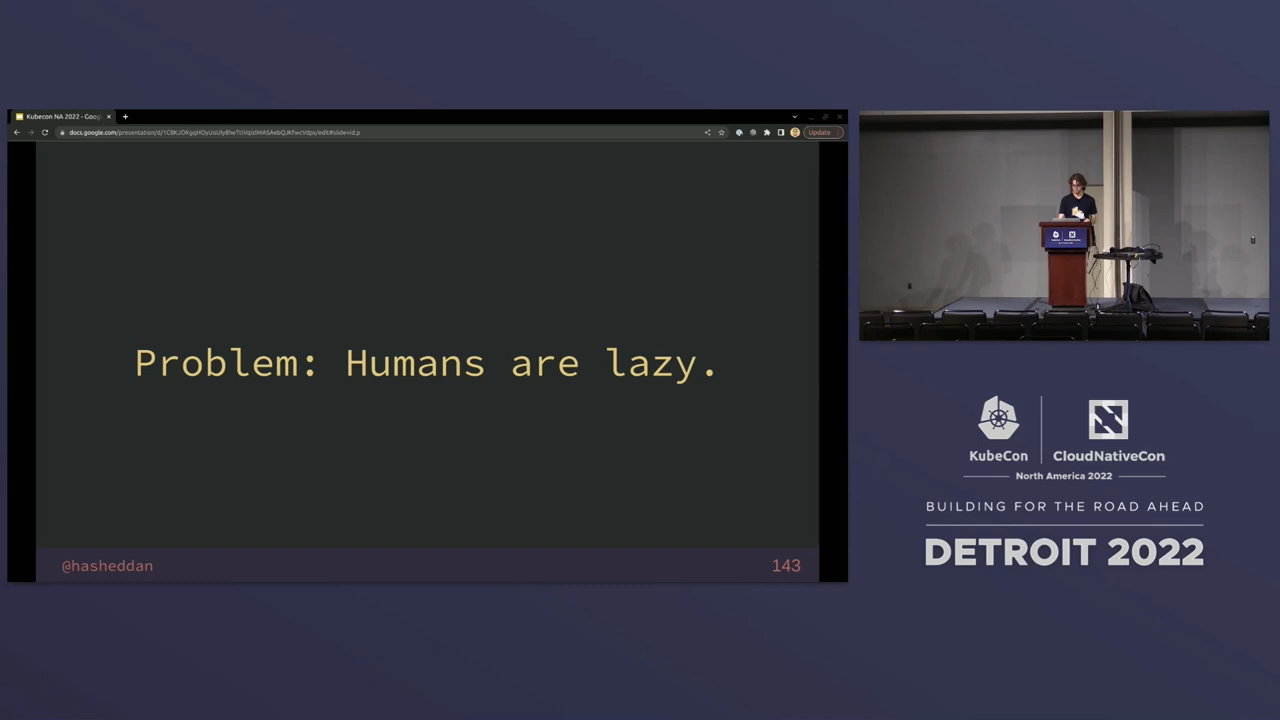 Kubecon NA 2022 - Goog
Update
Problem: Humans are lazy.
@hasheddan
143
KubeCon
CloudNativeCon
North America 2022
BUILDING FOR THE ROAD AHEAD
DETROIT 2022